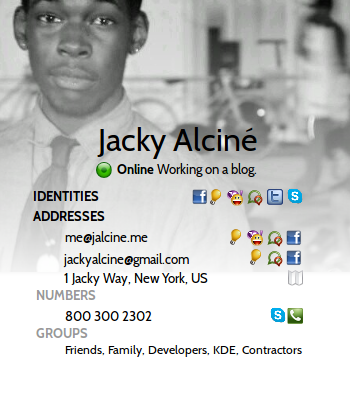 Jacky Alciné
Online Working on a blog.
IDENTITIES
ADDRESSES
me@jalcine.me
jackyalcine@gmail.com
1 Jacky Way, New York, US
NUMBERS
800 300 2302
GROUPS
Friends, Family, Developers, KDE, Contractors